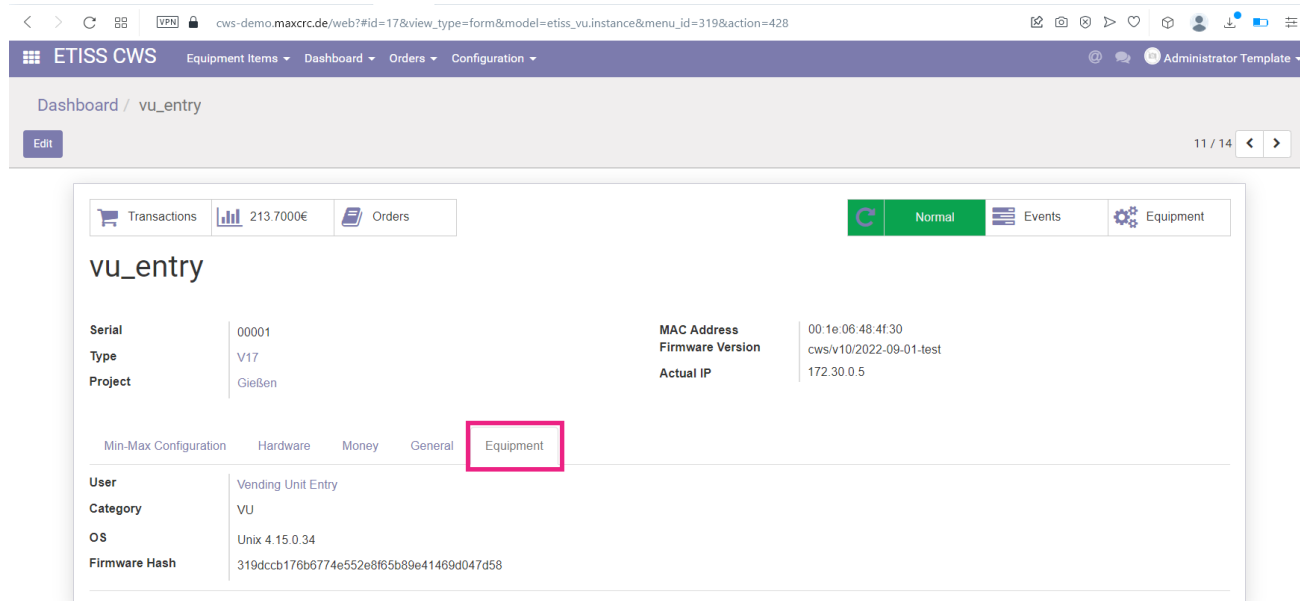 VPN cws-demo.maxcrc.de/web?#id=17&view_type=form&model=etiss_vu.instance&menu_id=319&action=428
ETISS CWS Equipment Items Dashboard Orders Configuration @ Administrator Template
Dashboard / vu_entry
Edit 11 / 14
Transactions 213.7000€ Orders Normal Events Equipment
vu_entry
Serial 00001 MAC Address 00:1e:06:48:4f:30
Type V17 Firmware Version cws/v10/2022-09-01-test
Project Gießen Actual IP 172.30.0.5
Min-Max Configuration Hardware Money General Equipment
User Vending Unit Entry
Category VU
OS Unix 4.15.0.34
Firmware Hash 319dccb176b6774e552e8f65b89e41469d047d58